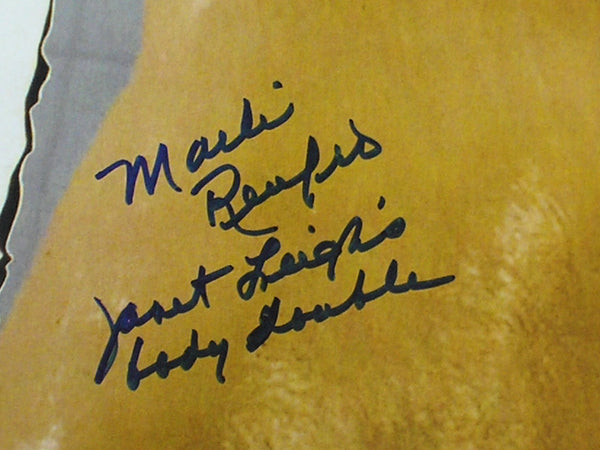 Marli
Renfro
Janet Leigh's
body double